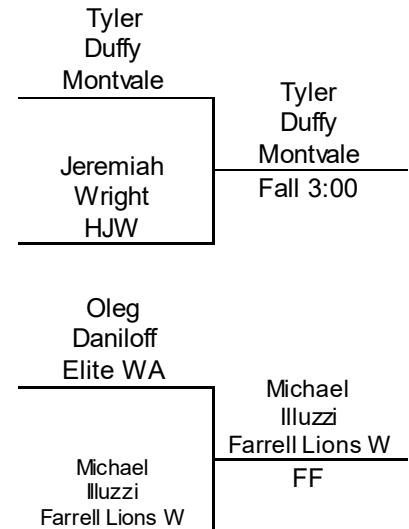 Tyler
Duffy
Montvale
Tyler
Duffy
Montvale
Fall 3:00
Jeremiah
Wright
HJW
Oleg
Daniloff
Elite WA
Michael
Illuzzi
Farrell Lions W
FF
Michael
Illuzzi
Farrell Lions W